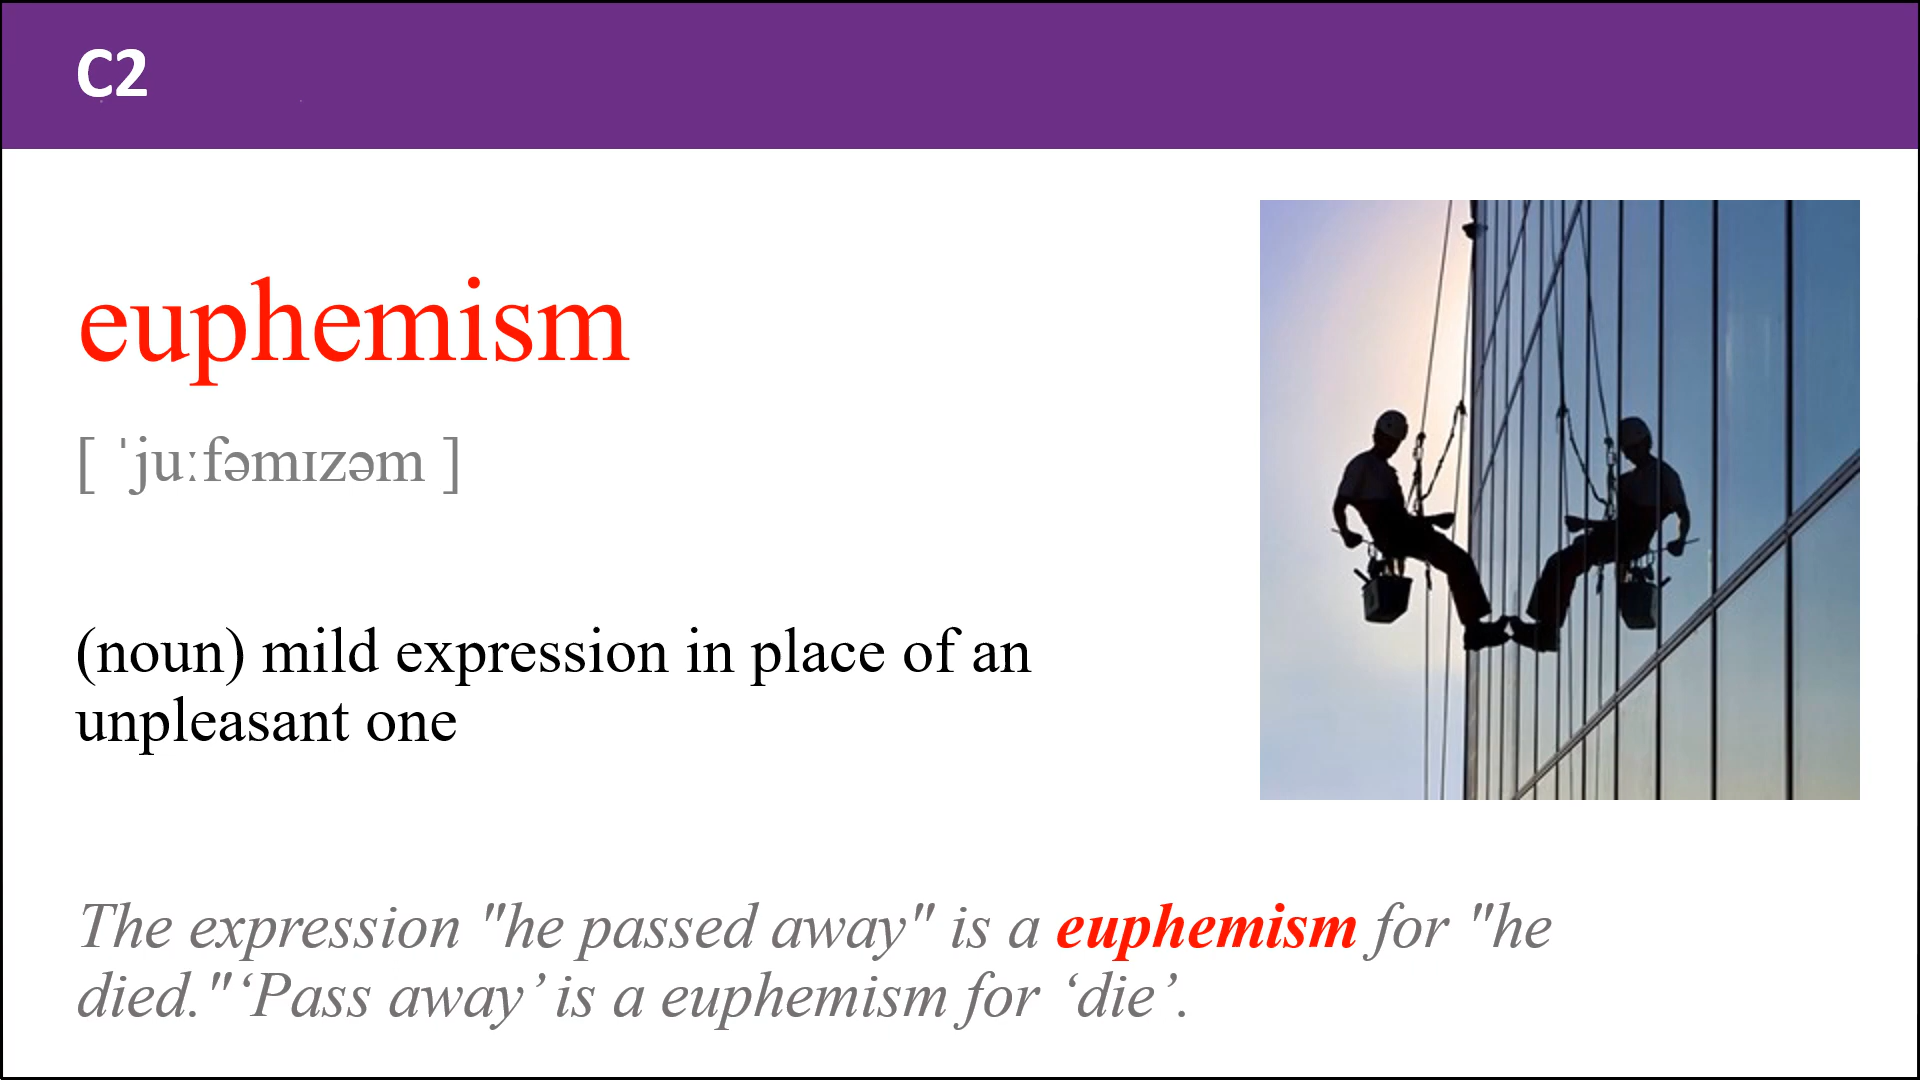 C2
euphemism
[ ˈjuːfəmɪzəm ]
(noun) mild expression in place of an
unpleasant one
The expression "he passed away" is a euphemism for "he
died."‘Pass away’ is a euphemism for ‘die’.